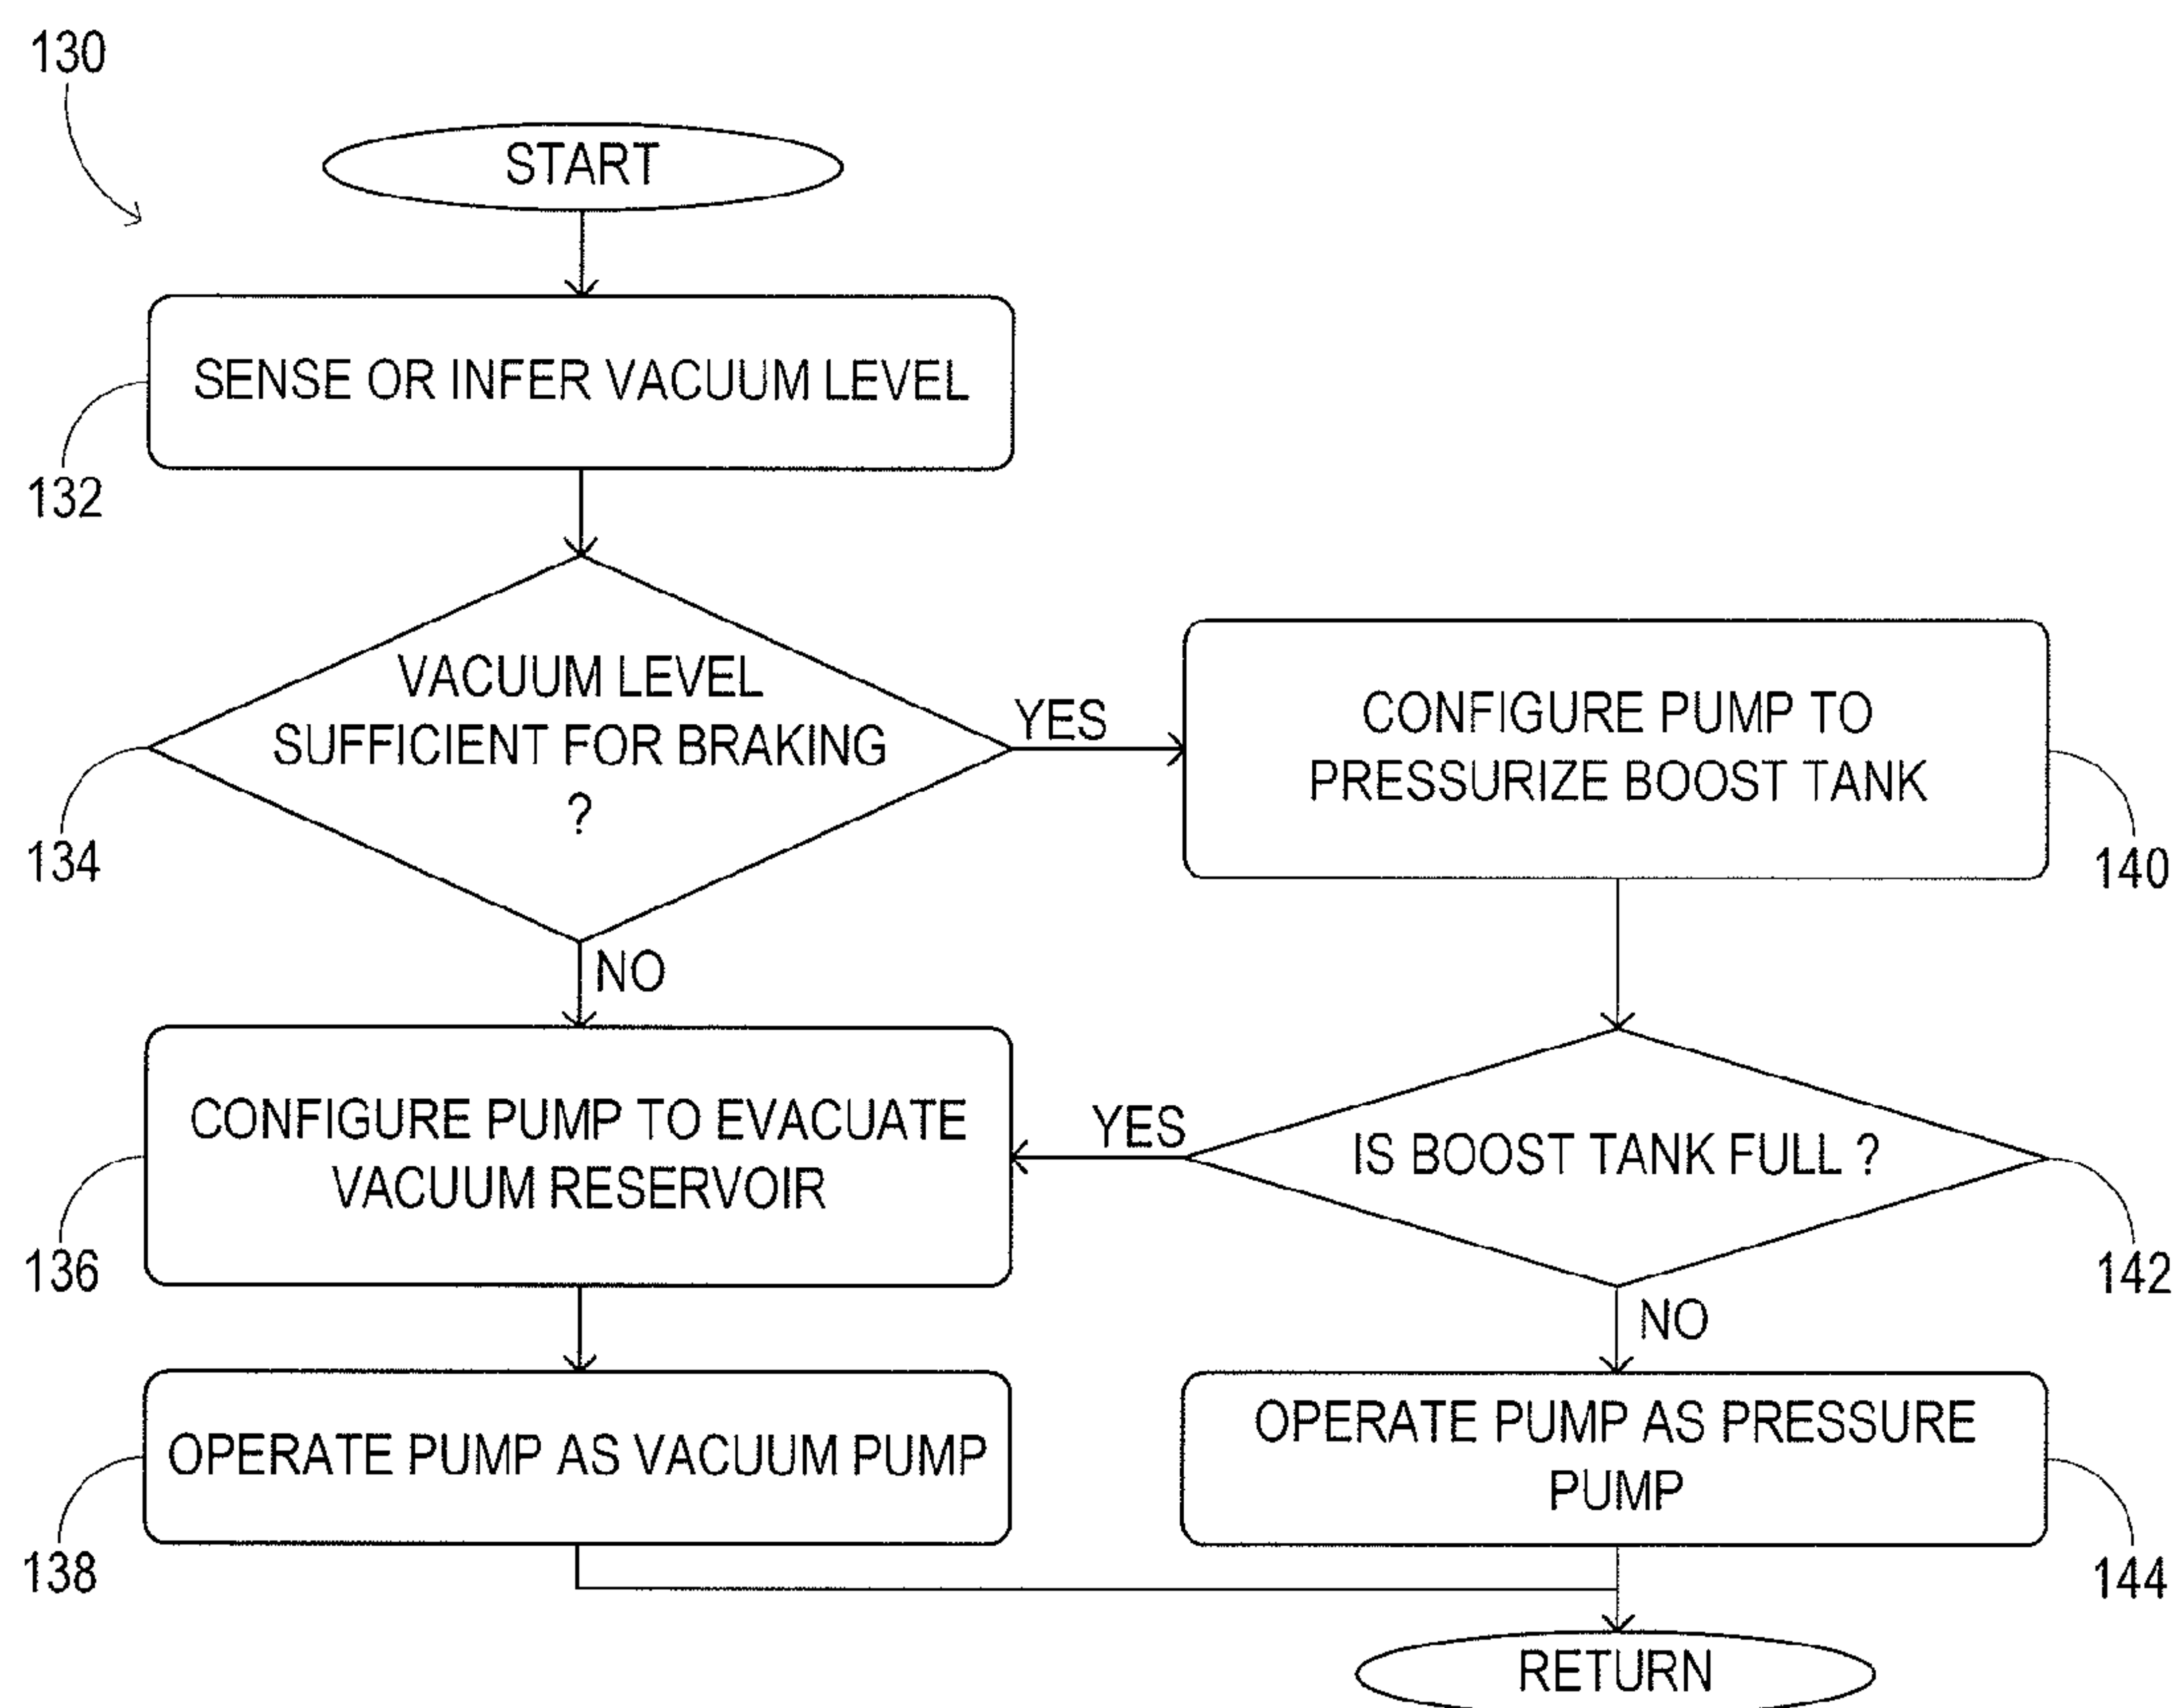 130
START
SENSE OR INFER VACUUM LEVEL
132
VACUUM LEVEL
SUFFICIENT FOR BRAKING
?
134
YES
CONFIGURE PUMP TO
PRESSURIZE BOOST TANK
140
NO
CONFIGURE PUMP TO EVACUATE
VACUUM RESERVOIR
136
YES
IS BOOST TANK FULL ?
142
NO
OPERATE PUMP AS VACUUM PUMP
138
OPERATE PUMP AS PRESSURE
PUMP
144
RETURN